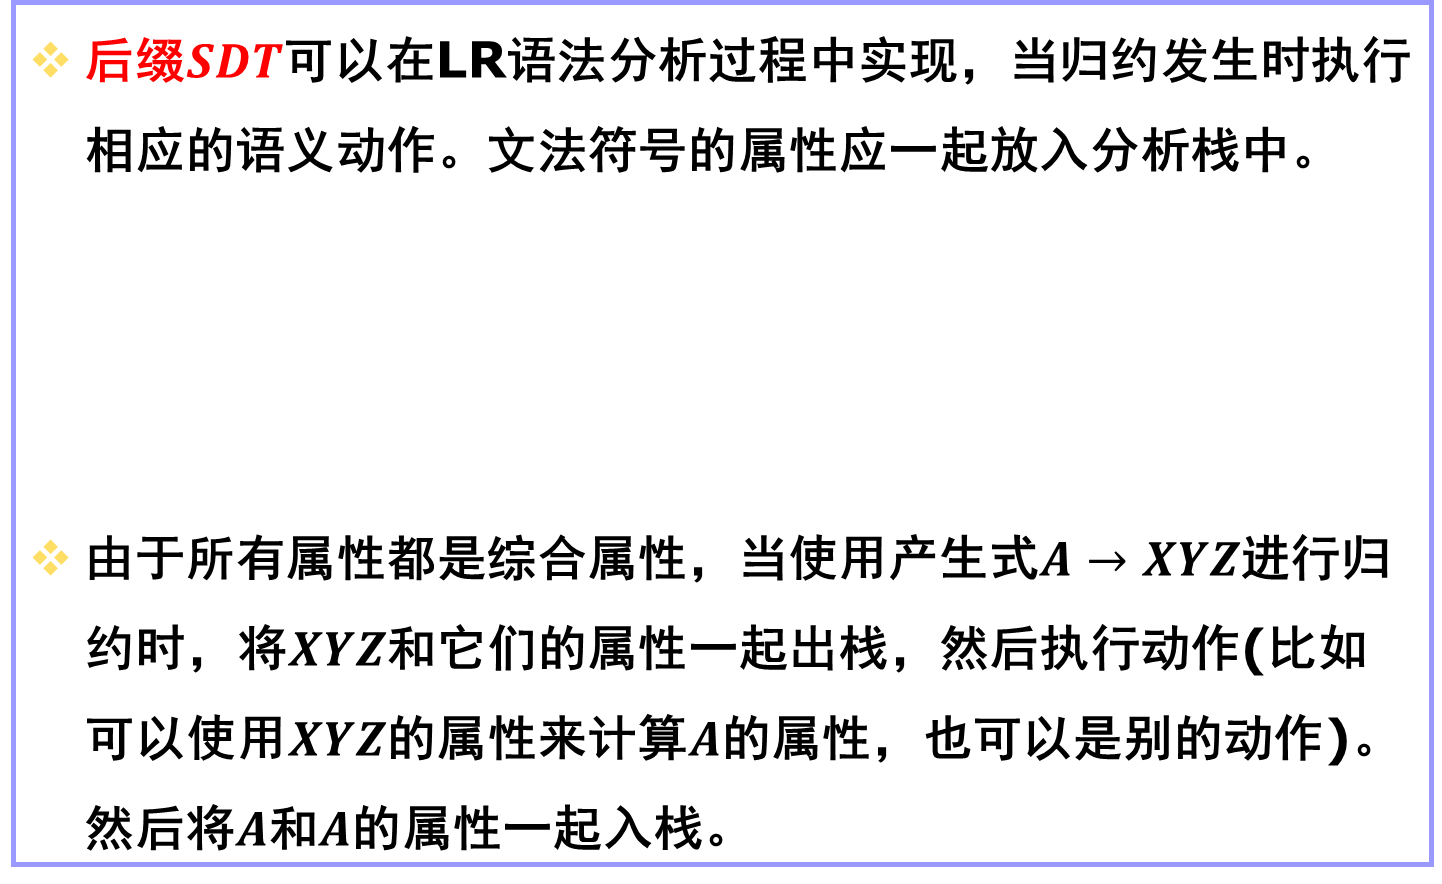 后缀SDT可以在LR语法分析过程中实现，当归约发生时执行
相应的语义动作。文法符号的属性应一起放入分析栈中。
由于所有属性都是综合属性，当使用产生式A → XYZ进行归
约时，将XYZ和它们的属性一起出栈，然后执行动作(比如
可以使用XYZ的属性来计算A的属性，也可以是别的动作)。
然后将A和A的属性一起入栈。